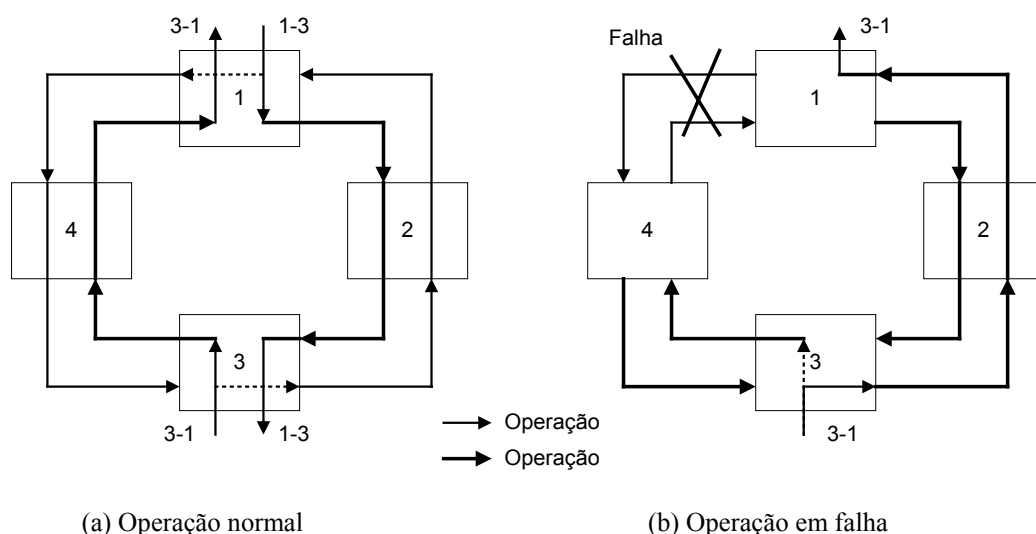 3-1 1-3
1
4
2
3
3-1 1-3
Falha
3-1
1
4
2
3
3-1
Operação
Operação
(a) Operação normal
(b) Operação em falha